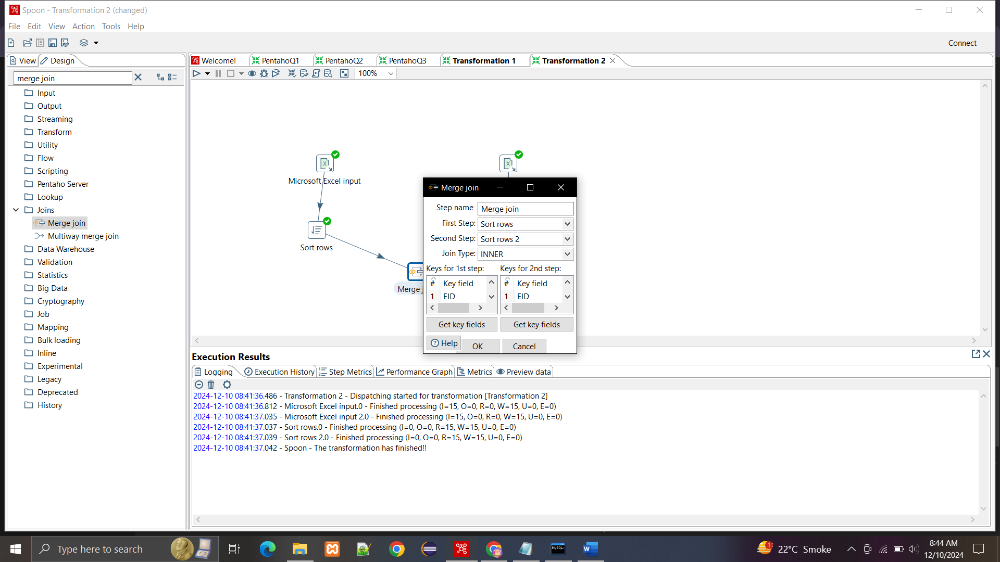 Spoon - Transformation 2 (changed)
File Edit View Action Tools Help
Connect
View Design
Welcome! PentahoQ1 PentahoQ2 PentahoQ3 Transformation 1 Transformation 2
merge join
100%
Input
Output
Streaming
Transform
Utility
Flow
Scripting
Pentaho Server
Lookup
Joins
Merge join
Multiway merge join
Data Warehouse
Validation
Statistics
Big Data
Cryptography
Job
Mapping
Bulk loading
Inline
Experimental
Legacy
Deprecated
History
Microsoft Excel input
Sort rows
Merge j
Merge join
Step name Merge join
First Step: Sort rows
Second Step: Sort rows 2
Join Type: INNER
Keys for 1st step: Keys for 2nd step:
# Key field # Key field
1 EID 1 EID
Get key fields Get key fields
Help OK Cancel
Execution Results
Logging Execution History Step Metrics Performance Graph Metrics Preview data
2024-12-10 08:41:36.486 - Transformation 2 - Dispatching started for transformation [Transformation 2]
2024-12-10 08:41:36.812 - Microsoft Excel input.0 - Finished processing (I=15, O=0, R=0, W=15, U=0, E=0)
2024-12-10 08:41:37.035 - Microsoft Excel input 2.0 - Finished processing (I=15, O=0, R=0, W=15, U=0, E=0)
2024-12-10 08:41:37.037 - Sort rows.0 - Finished processing (I=0, O=0, R=15, W=15, U=0, E=0)
2024-12-10 08:41:37.039 - Sort rows 2.0 - Finished processing (I=0, O=0, R=15, W=15, U=0, E=0)
2024-12-10 08:41:37.042 - Spoon - The transformation has finished!!
Type here to search
MySQL
W
1
22°C Smoke
8:44 AM
12/10/2024